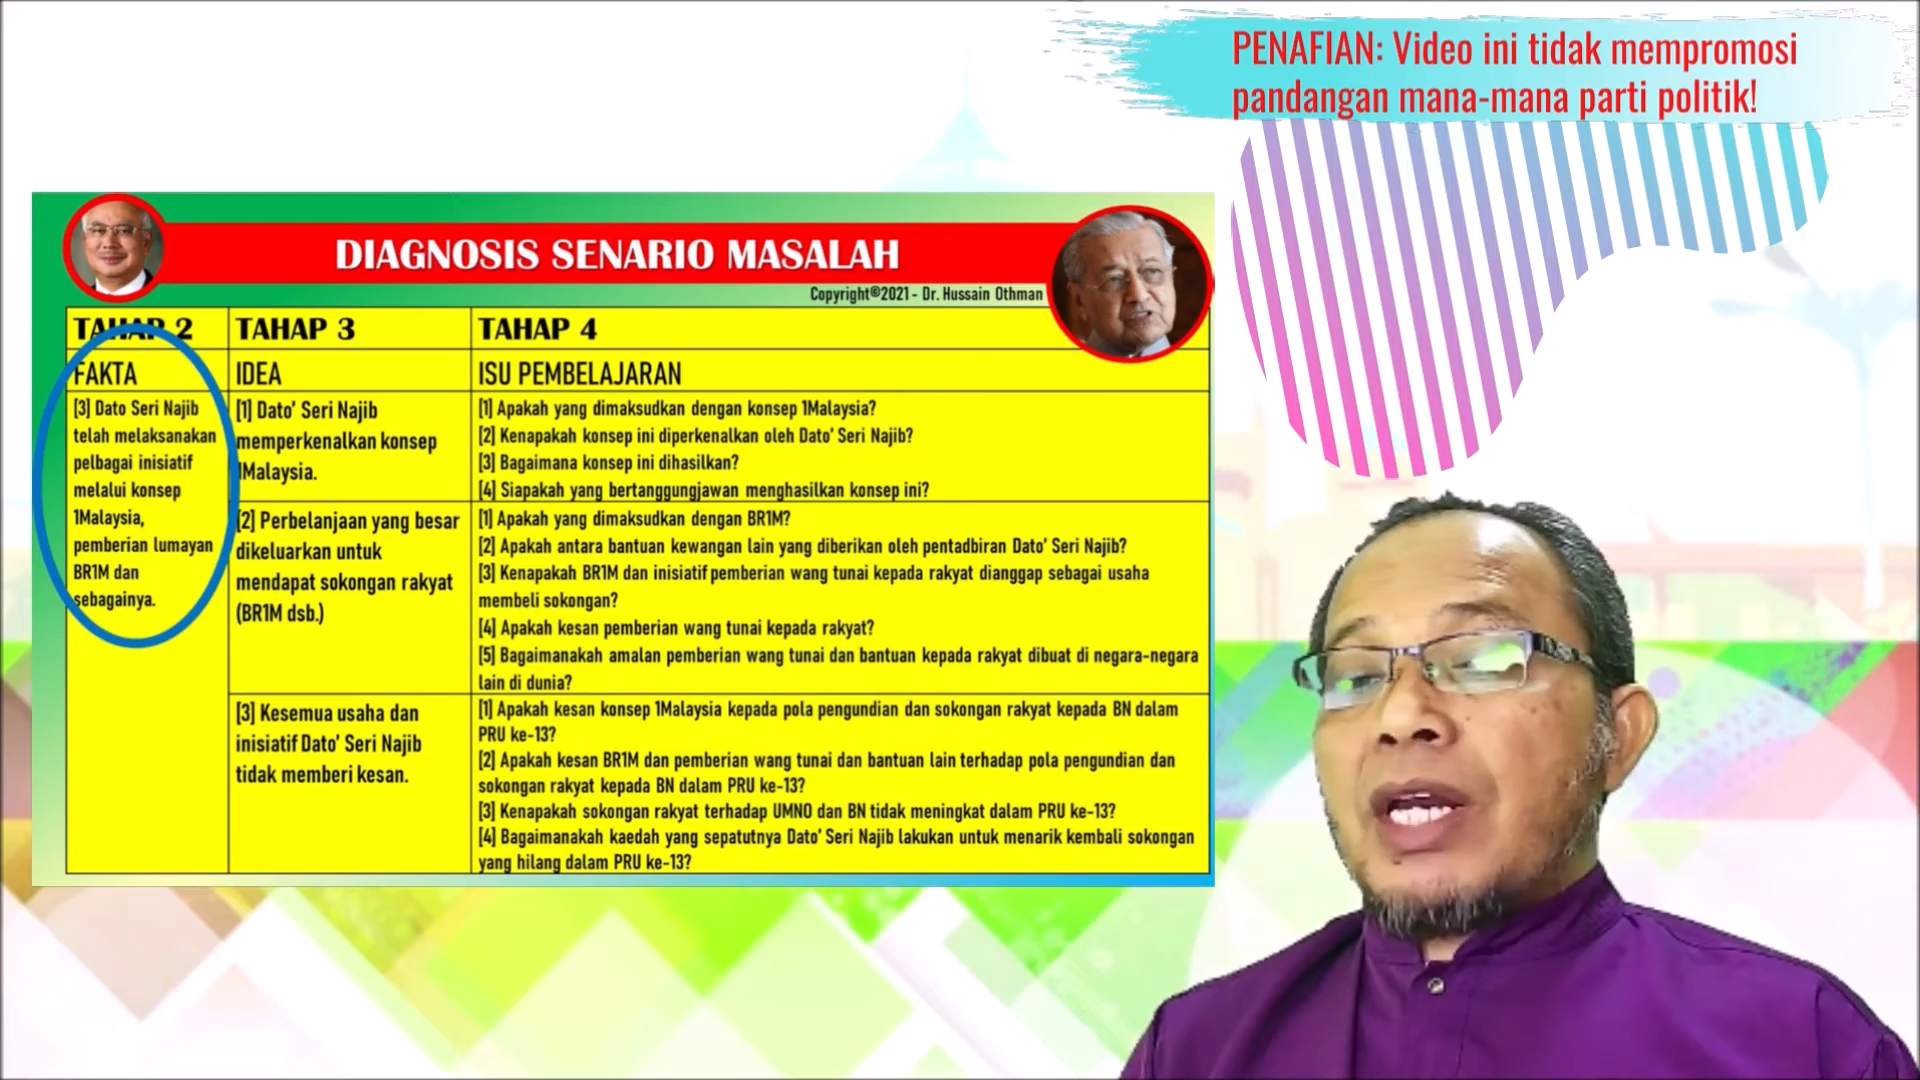 PENAFIAN: Video ini tidak mempromosi
pandangan mana-mana parti politik!
DIAGNOSIS SENARIO MASALAH
Copyright©2021 - Dr. Hussain Othman
TAHAP 2
TAHAP 3
TAHAP 4
FAKTA
IDEA
ISU PEMBELAJARAN
[3] Dato Seri Najib
telah melaksanakan
pelbagai inisiatif
melalui konsep
1Malaysia,
pemberian lumayan
BR1M dan
sebagainya.
[1] Dato' Seri Najib
memperkenalkan konsep
1Malaysia.
[1] Apakah yang dimaksudkan dengan konsep 1Malaysia?
[2] Kenapakah konsep ini diperkenalkan oleh Dato' Seri Najib?
[3] Bagaimana konsep ini dihasilkan?
[4] Siapakah yang bertanggungjawan menghasilkan konsep ini?
[2] Perbelanjaan yang besar
dikeluarkan untuk
mendapat sokongan rakyat
(BR1M dsb.)
[1] Apakah yang dimaksudkan dengan BR1M?
[2] Apakah antara bantuan kewangan lain yang diberikan oleh pentadbiran Dato' Seri Najib?
[3] Kenapakah BR1M dan inisiatif pemberian wang tunai kepada rakyat dianggap sebagai usaha
membeli sokongan?
[4] Apakah kesan pemberian wang tunai kepada rakyat?
[5] Bagaimanakah amalan pemberian wang tunai dan bantuan kepada rakyat dibuat di negara-negara
lain di dunia?
[3] Kesemua usaha dan
inisiatif Dato' Seri Najib
tidak memberi kesan.
[1] Apakah kesan konsep 1Malaysia kepada pola pengundian dan sokongan rakyat kepada BN dalam
PRU ke-13?
[2] Apakah kesan BR1M dan pemberian wang tunai dan bantuan lain terhadap pola pengundian dan
sokongan rakyat kepada BN dalam PRU ke-13?
[3] Kenapakah sokongan rakyat terhadap UMNO dan BN tidak meningkat dalam PRU ke-13?
[4] Bagaimanakah kaedah yang sepatutnya Dato' Seri Najib lakukan untuk menarik kembali sokongan
yang hilang dalam PRU ke-13?